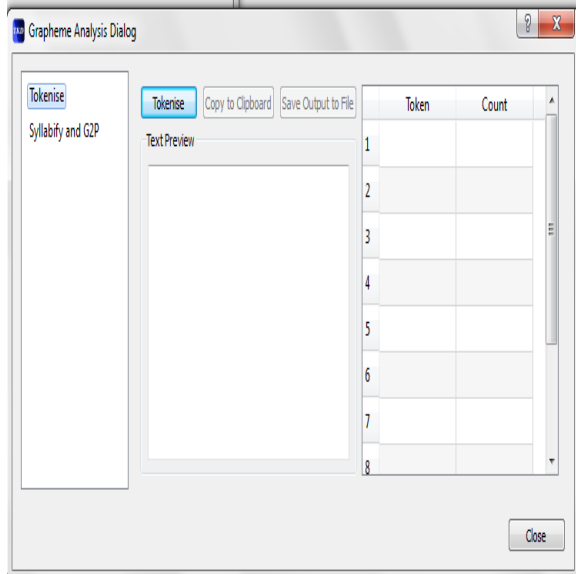 TKD Grapheme Analysis Dialog ?
Tokenise
Syllabify and G2P
Tokenise Copy to Clipboard Save Output to File
Text Preview
Token Count
1
2
3
4
5
6
7
8
Close